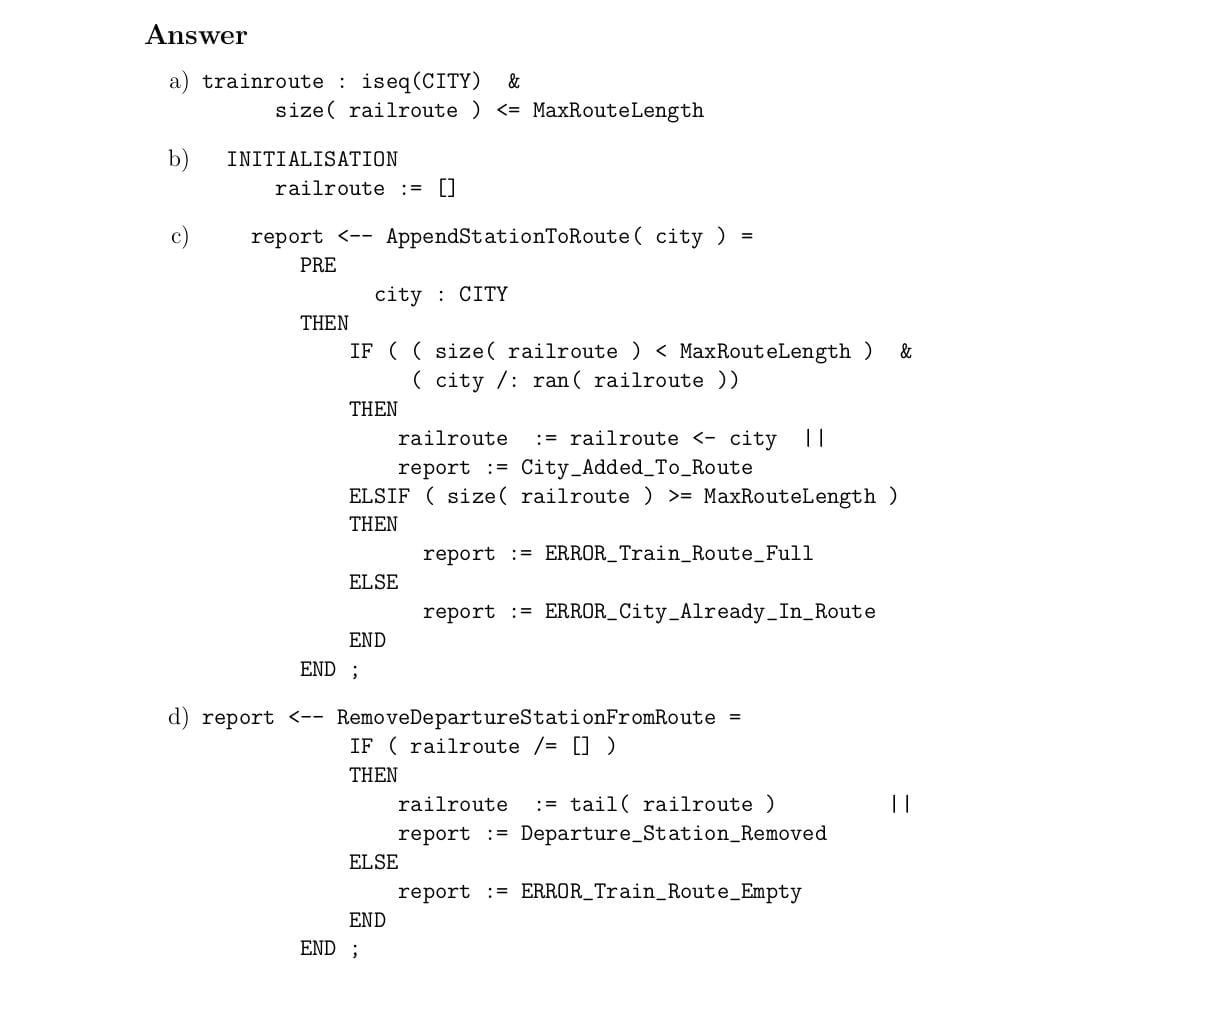 Answer
a) trainroute : iseq(CITY) &
size( railroute ) <= MaxRouteLength
b) INITIALISATION
railroute := []
c) report <-- AppendStationToRoute( city ) =
PRE
city : CITY
THEN
IF ( ( size( railroute ) < MaxRouteLength ) &
( city /: ran( railroute ))
THEN
railroute := railroute <- city ||
report := City_Added_To_Route
ELSIF ( size( railroute ) >= MaxRouteLength )
THEN
report := ERROR_Train_Route_Full
ELSE
report := ERROR_City_Already_In_Route
END
END ;
d) report <-- RemoveDepartureStationFromRoute =
IF ( railroute /= [] )
THEN
railroute := tail( railroute ) ||
report := Departure_Station_Removed
ELSE
report := ERROR_Train_Route_Empty
END
END ;